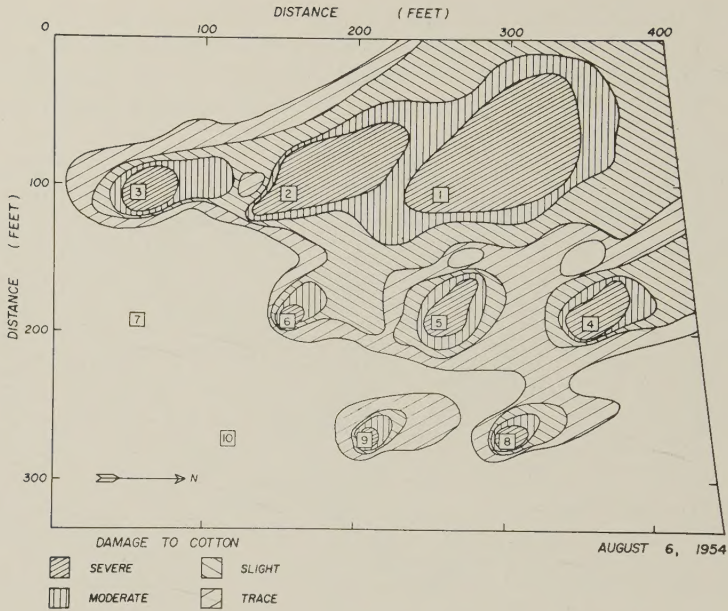 DISTANCE (FEET)
0 100 200 300 400
DISTANCE (FEET)
100
200
300
3 2 1
7 6 5 4
10 9 8
N
DAMAGE TO COTTON
SEVERE SLIGHT
MODERATE TRACE
AUGUST 6, 1954